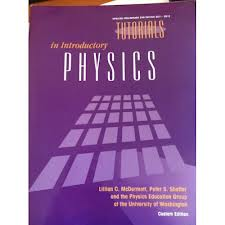 TUTORIALS
in Introductory
PHYSICS
Lillian C. McDermott, Peter S. Shaffer
and the Physics Education Group
at the University of Washington
Custom Edition